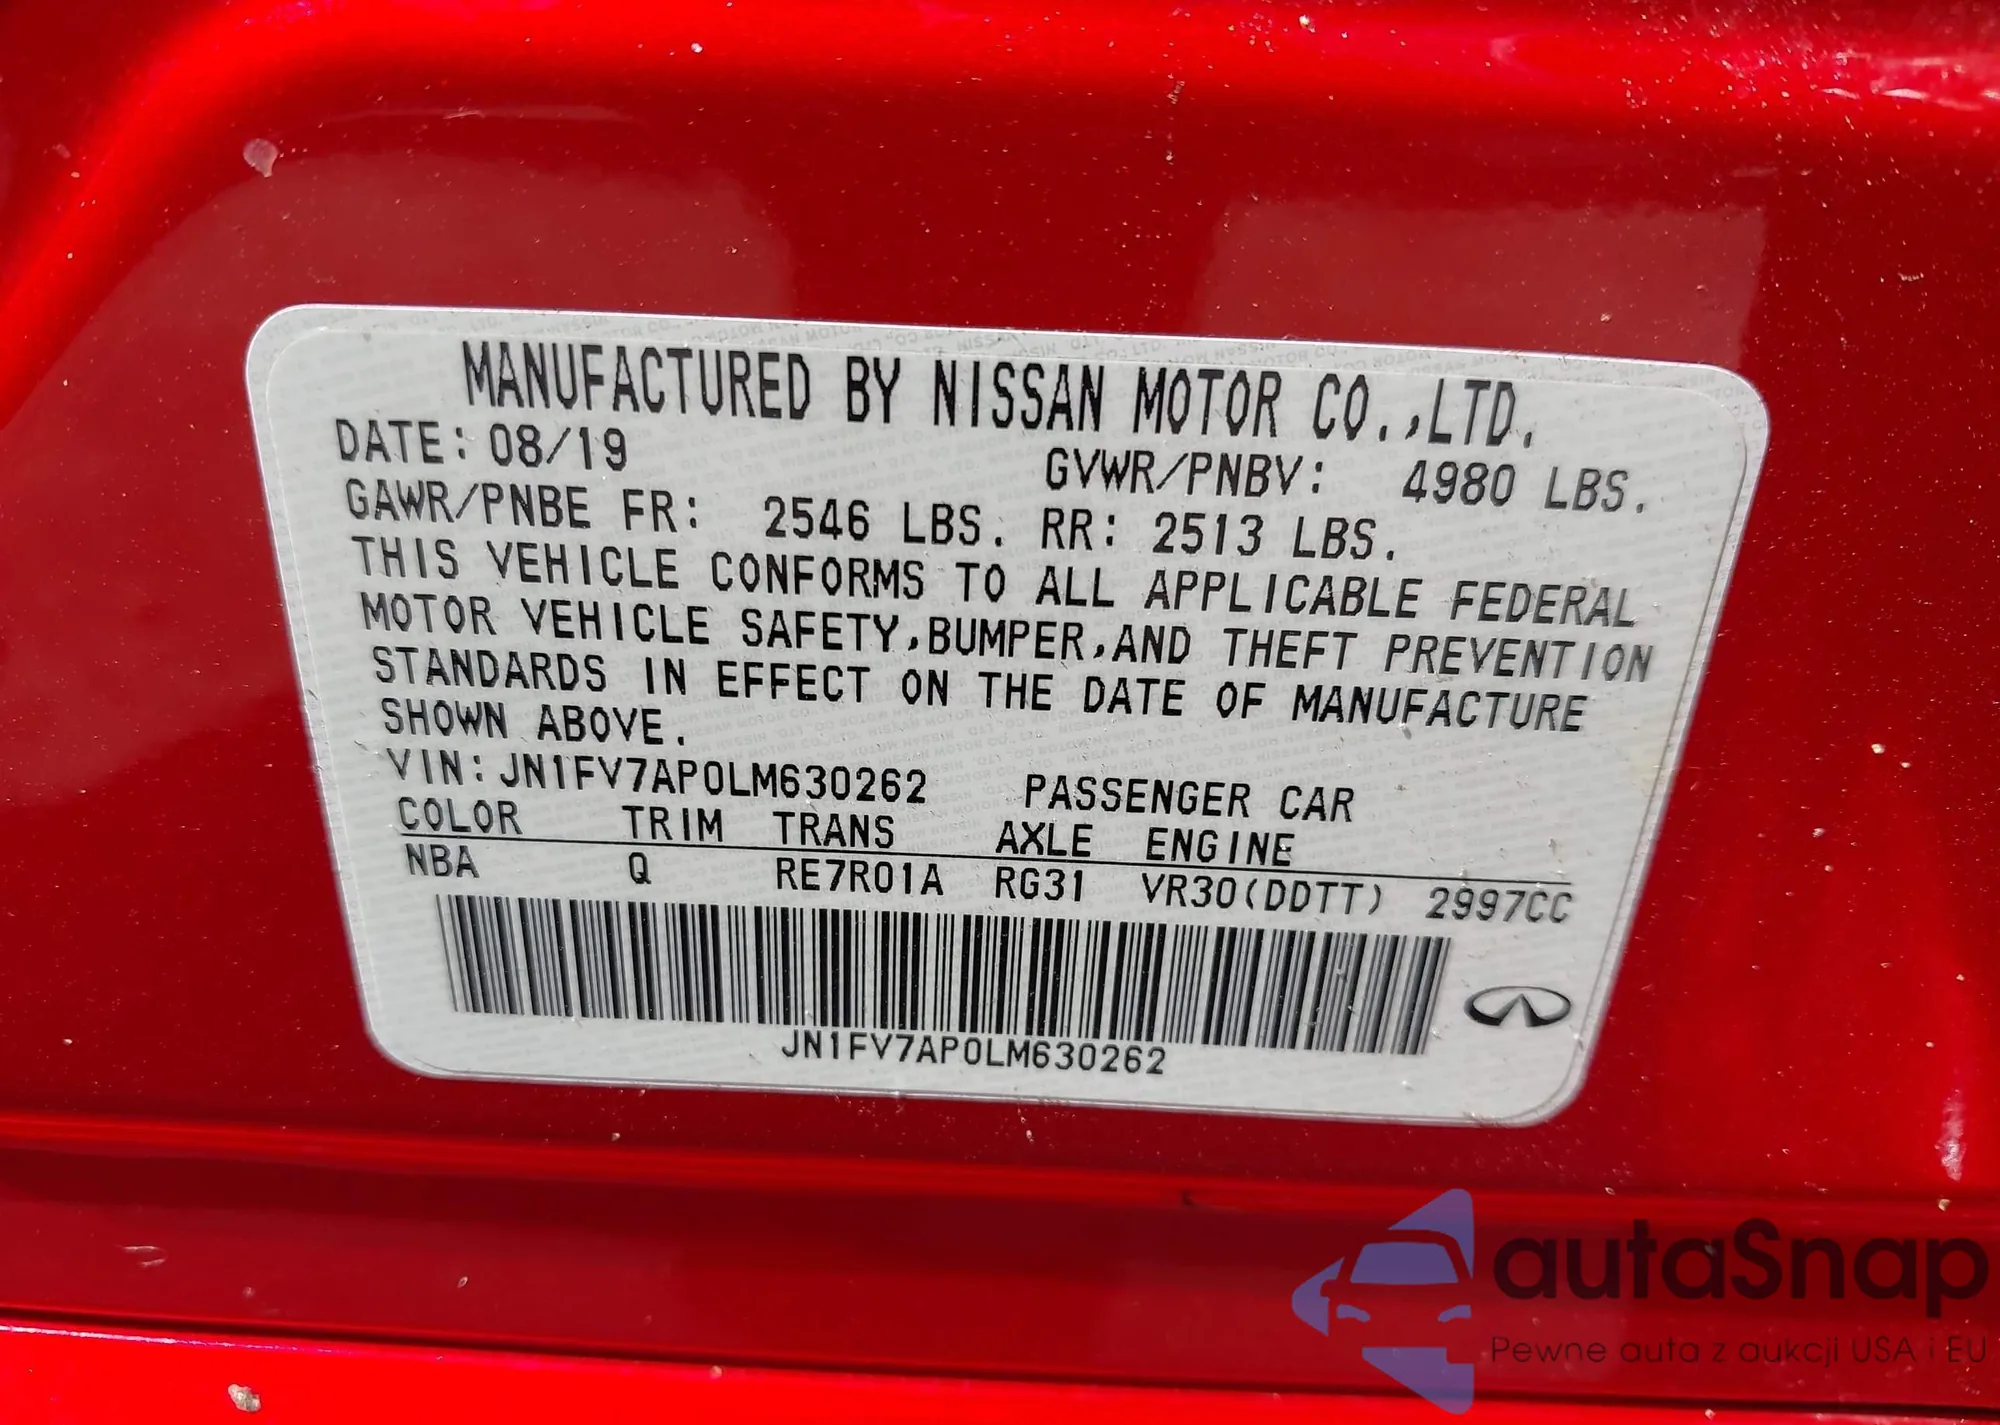 MANUFACTURED BY NISSAN MOTOR CO.,LTD.
DATE: 08/19 GVWR/PNBV: 4980 LBS.
GAWR/PNBE FR: 2546 LBS. RR: 2513 LBS.
THIS VEHICLE CONFORMS TO ALL APPLICABLE FEDERAL
MOTOR VEHICLE SAFETY,BUMPER,AND THEFT PREVENTION
STANDARDS IN EFFECT ON THE DATE OF MANUFACTURE
SHOWN ABOVE.
VIN: JN1FV7AP0LM630262 PASSENGER CAR
COLOR TRIM TRANS AXLE ENGINE
NBA Q RE7R01A RG31 VR30(DDTT) 2997CC
JN1FV7AP0LM630262
autaSnap
Pewne auta z aukcji USA i EU